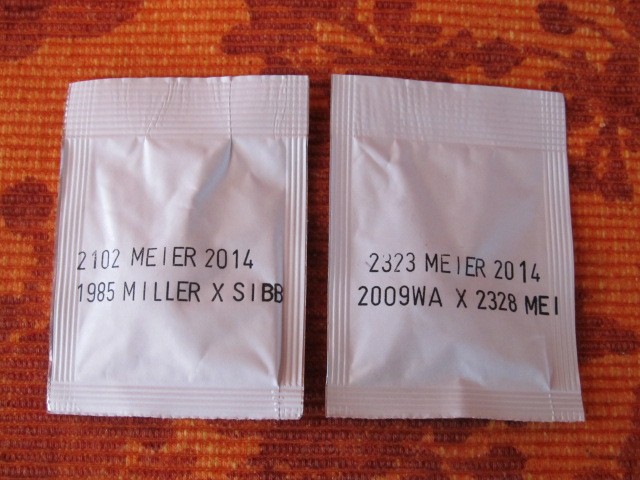 2102 MEIER 2014
1985 MILLER X SIBB
2323 MEIER 2014
2009WA X 2328 MEI